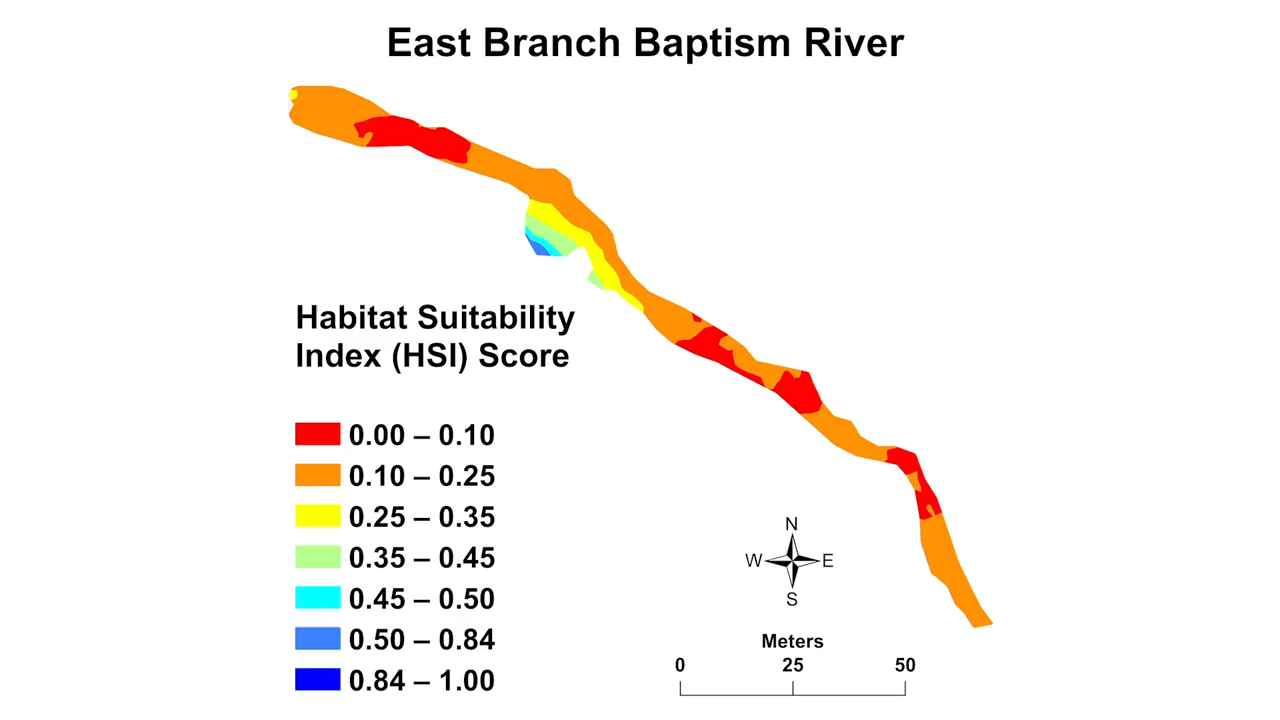 East Branch Baptism River
Habitat Suitability
Index (HSI) Score
0.00 – 0.10
0.10 – 0.25
0.25 – 0.35
0.35 – 0.45
0.45 – 0.50
0.50 – 0.84
0.84 – 1.00
N
W E
S
Meters
0 25 50